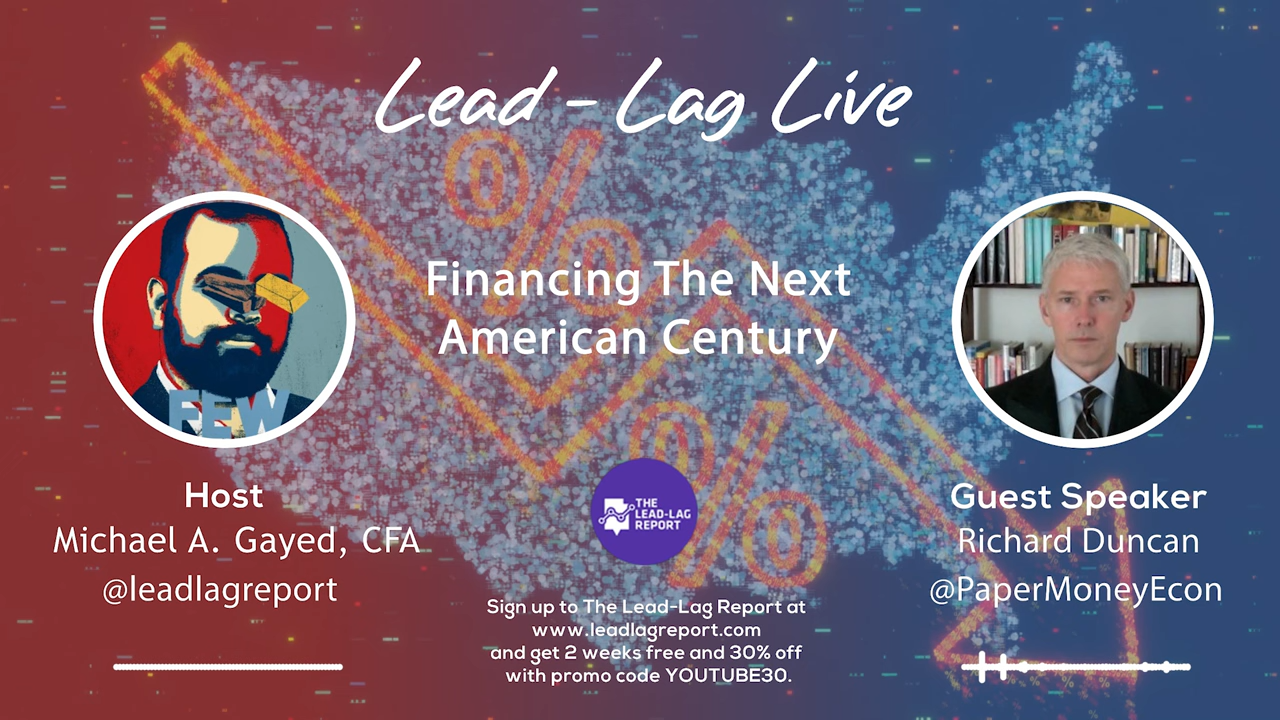 Lead-Lag Live
%
%
Financing The Next
American Century
FEW
Host
Michael A. Gayed, CFA
@leadlagreport
THE
LEAD-LAG
REPORT
Guest Speaker
Richard Duncan
@PaperMoneyEcon
Sign up to The Lead-Lag Report at
www.leadlagreport.com
and get 2 weeks free and 30% off
with promo code YOUTUBE30.